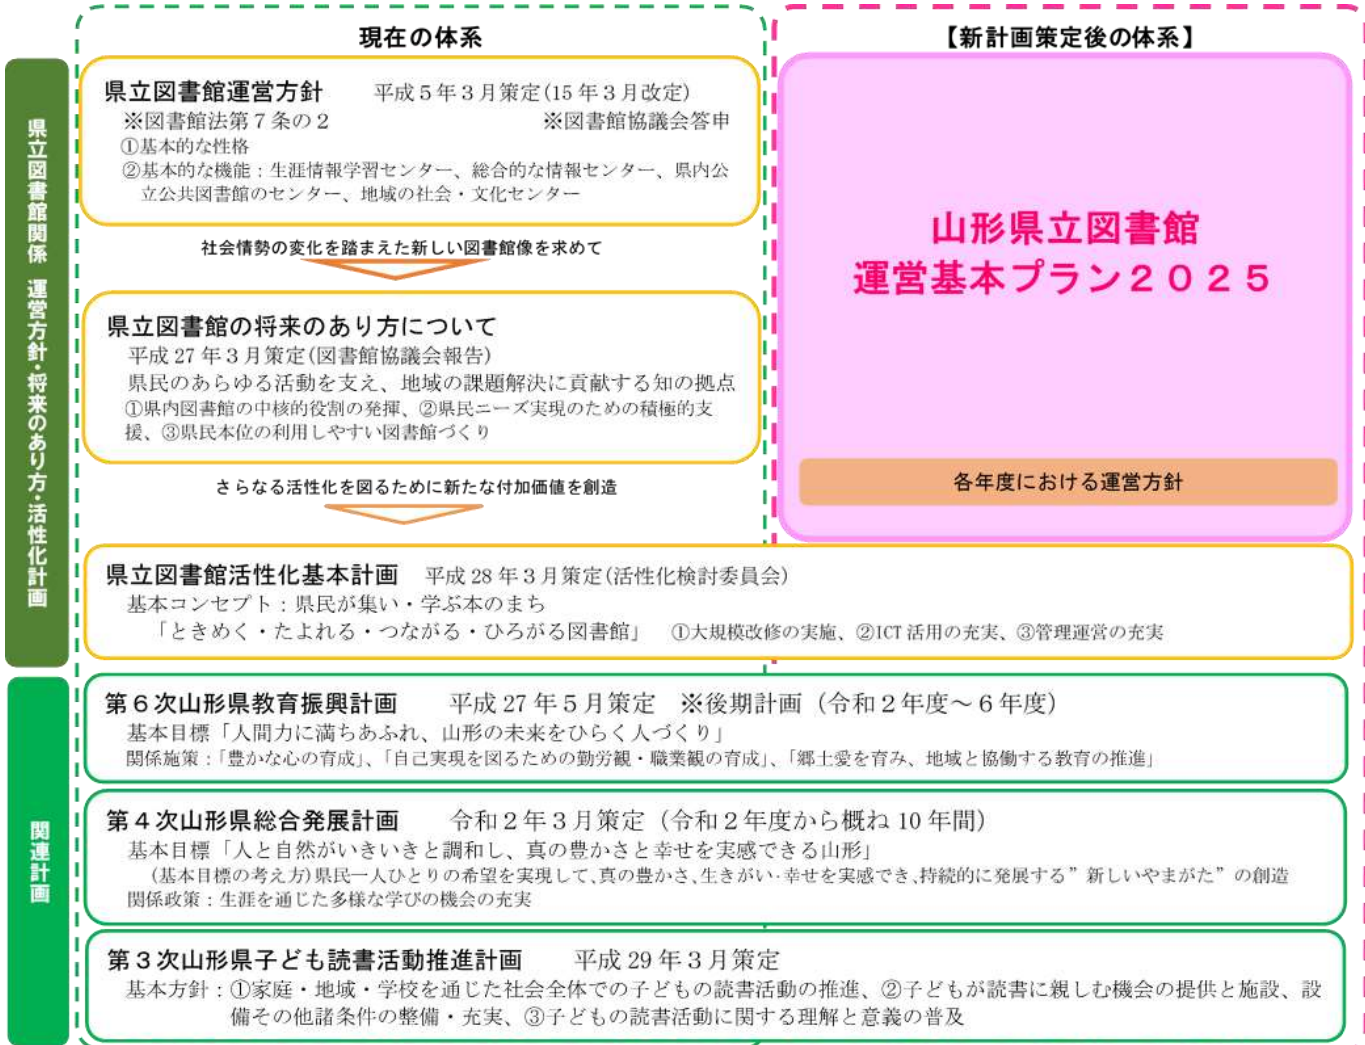 現在の体系
県立図書館関係 運営方針・将来のあり方・活性化計画
県立図書館運営方針 平成5年3月策定(15年3月改定)
※図書館法第7条の2 ※図書館協議会答申
①基本的な性格
②基本的な機能：生涯情報学習センター、総合的な情報センター、県内公
立公共図書館のセンター、地域の社会・文化センター
社会情勢の変化を踏まえた新しい図書館像を求めて
県立図書館の将来のあり方について
平成27年3月策定(図書館協議会報告)
県民のあらゆる活動を支え、地域の課題解決に貢献する知の拠点
①県内図書館の中核的役割の発揮、②県民ニーズ実現のための積極的支
援、③県民本位の利用しやすい図書館づくり
さらなる活性化を図るために新たな付加価値を創造
【新計画策定後の体系】
山形県立図書館
運営基本プラン２０２５
各年度における運営方針
県立図書館活性化基本計画 平成28年3月策定(活性化検討委員会)
基本コンセプト：県民が集い・学ぶ本のまち
「ときめく・たよれる・つながる・ひろがる図書館」 ①大規模改修の実施、②ICT活用の充実、③管理運営の充実
関連計画
第６次山形県教育振興計画 平成27年5月策定 ※後期計画（令和2年度～6年度）
基本目標「人間力に満ちあふれ、山形の未来をひらく人づくり」
関係施策：「豊かな心の育成」、「自己実現を図るための勤労観・職業観の育成」、「郷土愛を育み、地域と協働する教育の推進」
第４次山形県総合発展計画 令和2年3月策定（令和2年度から概ね10年間）
基本目標「人と自然がいきいきと調和し、真の豊かさと幸せを実感できる山形」
(基本目標の考え方)県民一人ひとりの希望を実現して、真の豊かさ、生きがい・幸せを実感でき、持続的に発展する”新しいやまがた”の創造
関係政策：生涯を通じた多様な学びの機会の充実
第３次山形県子ども読書活動推進計画 平成29年3月策定
基本方針：①家庭・地域・学校を通じた社会全体での子どもの読書活動の推進、②子どもが読書に親しむ機会の提供と施設、設
備その他諸条件の整備・充実、③子どもの読書活動に関する理解と意義の普及